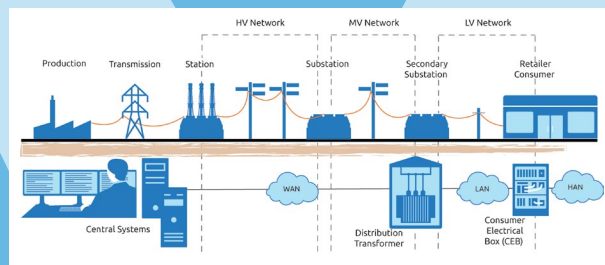 HV Network
MV Network
LV Network
Production
Transmission
Station
Substation
Secondary
Substation
Retailer
Consumer
WAN
LAN
HAN
Central Systems
Distribution
Transformer
Consumer
Electrical
Box (CEB)